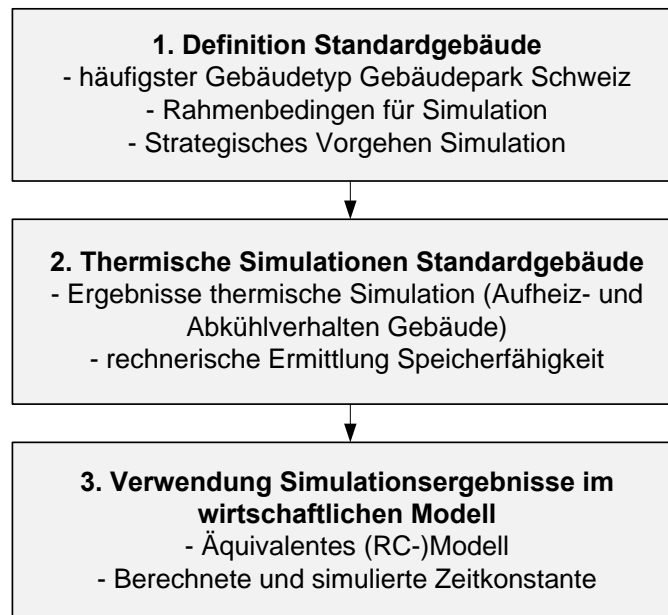 1. Definition Standardgebäude
- häufigster Gebäudetyp Gebäudepark Schweiz
- Rahmenbedingen für Simulation
- Strategisches Vorgehen Simulation
2. Thermische Simulationen Standardgebäude
- Ergebnisse thermische Simulation (Aufheiz- und
Abkühlverhalten Gebäude)
- rechnerische Ermittlung Speicherfähigkeit
3. Verwendung Simulationsergebnisse im
wirtschaftlichen Modell
- Äquivalentes (RC-)Modell
- Berechnete und simulierte Zeitkonstante